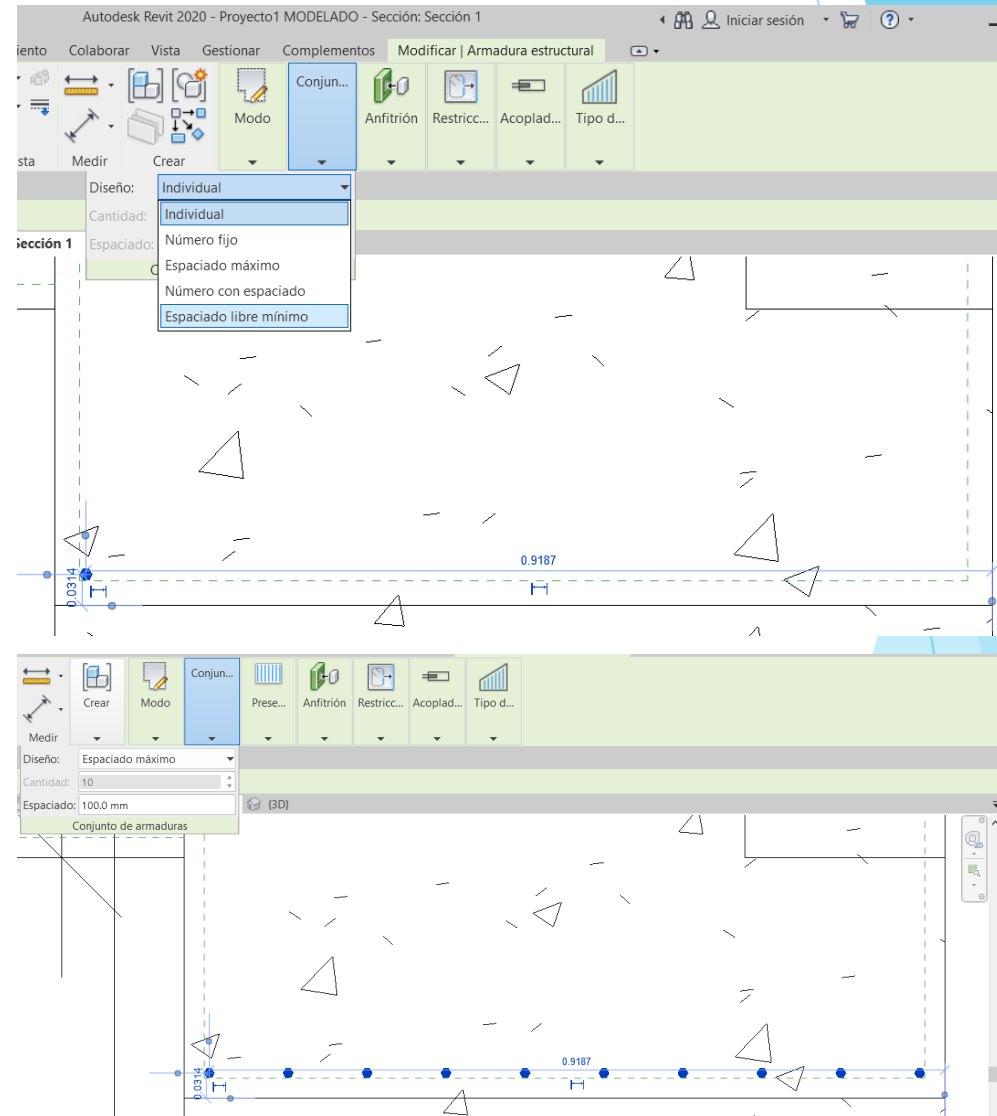 Autodesk Revit 2020 - Proyecto1 MODELADO - Sección: Sección 1
Iniciar sesión
?
iento Colaborar Vista Gestionar Complementos Modificar | Armadura estructural
Modo Conjun... Anfitrión Restricc... Acoplad... Tipo d...
sta Medir Crear
Diseño: Individual
Cantidad: Individual
Número fijo
Sección 1 Espaciado:
Espaciado máximo
C
Número con espaciado
Espaciado libre mínimo
0.9187
0.0314
Conjun...
Crear Modo Prese... Anfitrión Restricc... Acoplad... Tipo d...
Medir
Diseño: Espaciado máximo
Cantidad: 10
Espaciado: 100.0 mm
{3D}
Conjunto de armaduras
2D
0.9187
0.0314